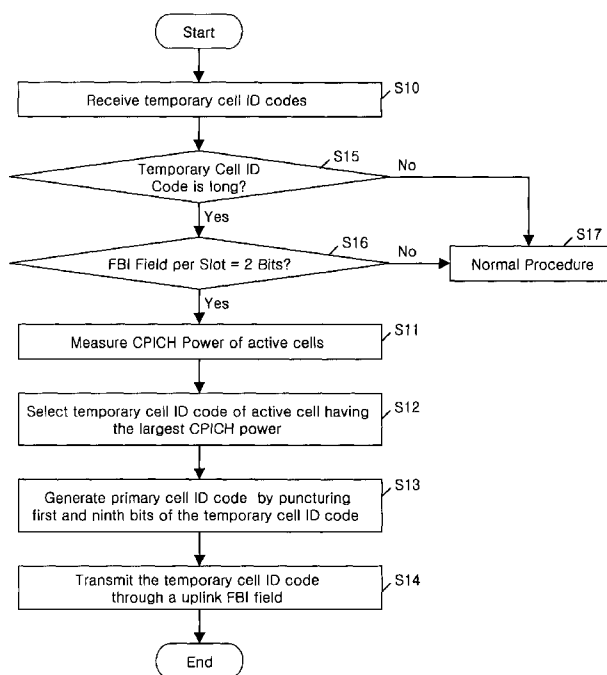 Start
Receive temporary cell ID codes
S10
Temporary Cell ID
Code is long?
S15
No
Yes
FBI Field per Slot = 2 Bits?
S16
No
Normal Procedure
S17
Yes
Measure CPICH Power of active cells
S11
Select temporary cell ID code of active cell having
the largest CPICH power
S12
Generate primary cell ID code by puncturing
first and ninth bits of the temporary cell ID code
S13
Transmit the temporary cell ID code
through a uplink FBI field
S14
End